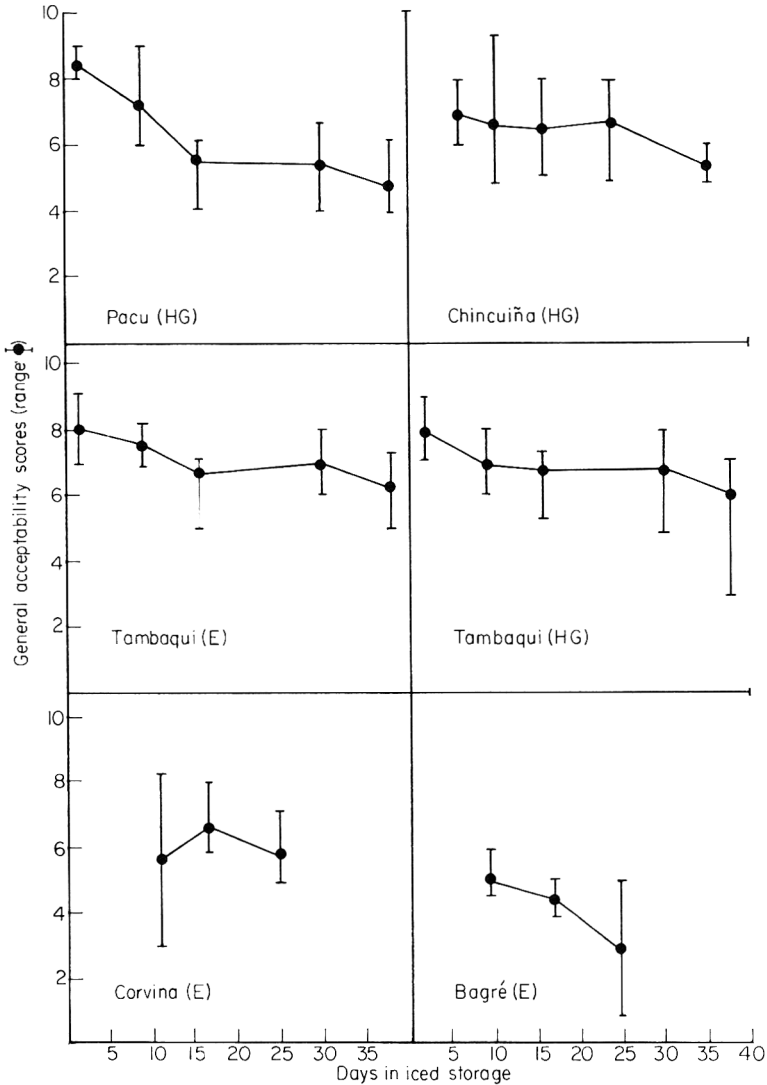 10
8
6
4
2
Pacu (HG)
Chincuiña (HG)
General acceptability scores (range )
10
8
6
4
2
Tambaqui (E)
Tambaqui (HG)
10
8
6
4
2
Corvina (E)
Bagré (E)
5 10 15 20 25 30 35 5 10 15 20 25 30 35 40
Days in iced storage